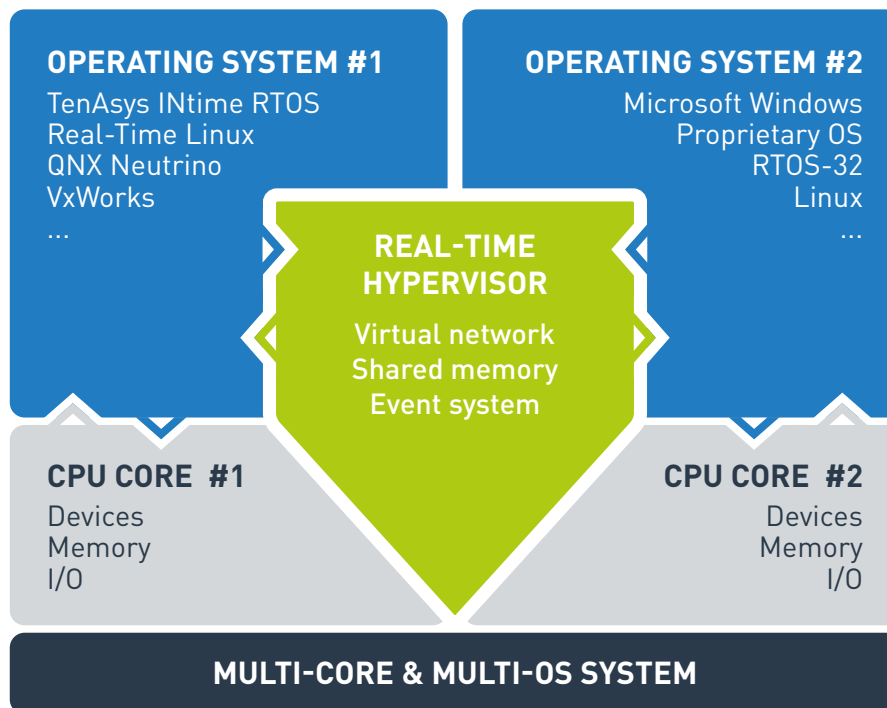 OPERATING SYSTEM #1
TenAsys INtime RTOS
Real-Time Linux
QNX Neutrino
VxWorks
...
OPERATING SYSTEM #2
Microsoft Windows
Proprietary OS
RTOS-32
Linux
...
REAL-TIME
HYPERVISOR
Virtual network
Shared memory
Event system
CPU CORE #1
Devices
Memory
I/O
CPU CORE #2
Devices
Memory
I/O
MULTI-CORE & MULTI-OS SYSTEM